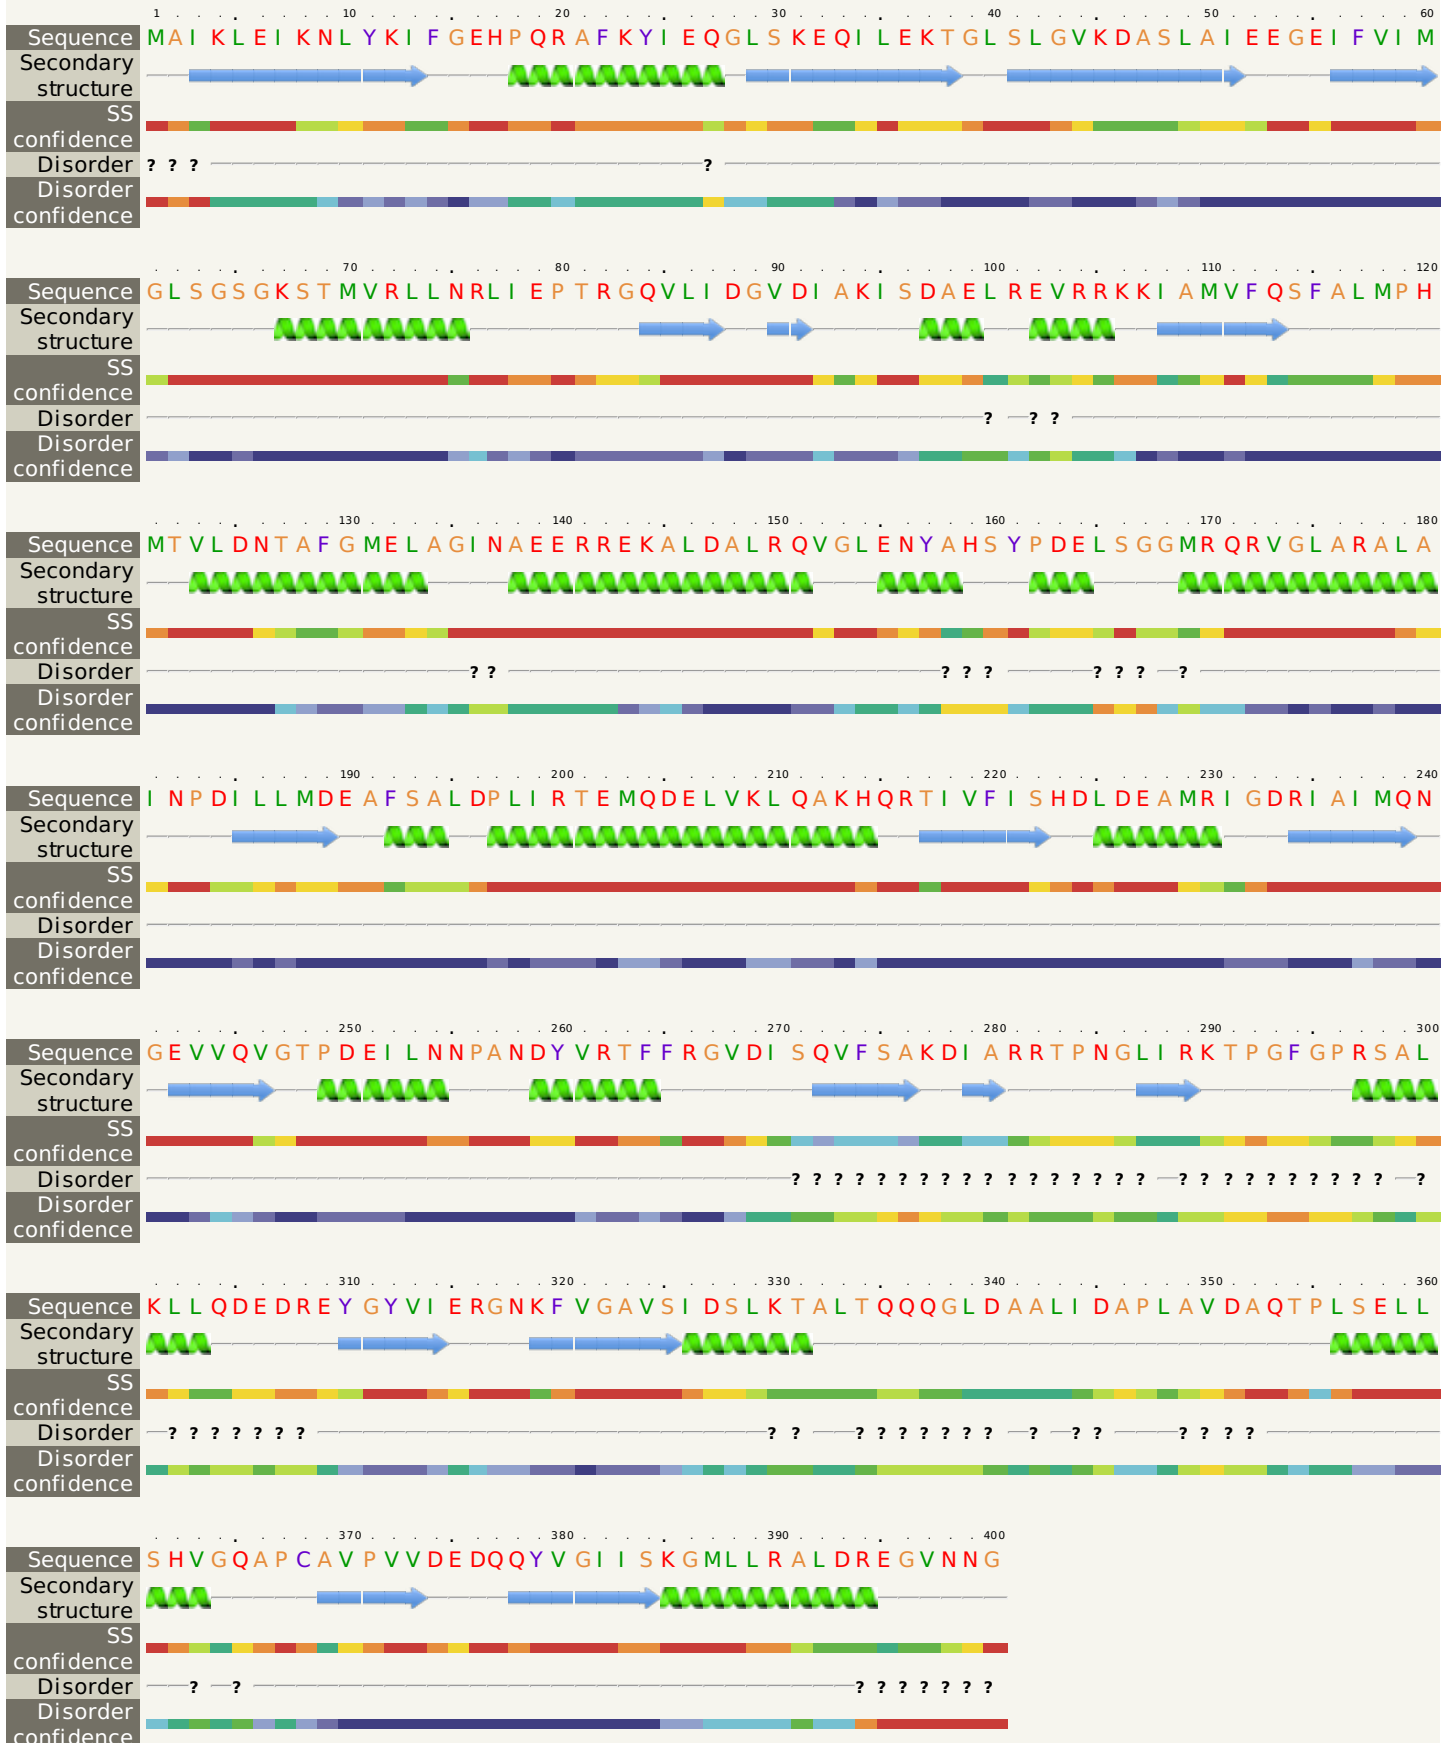 1 10 20 30 40 50 60
Sequence M A I K L E I K N L Y K I F G E H P Q R A F K Y I E Q G L S K E Q I L E K T G L S L G V K D A S L A I E E G E I F V I M
Secondary
structure
SS
confidence
Disorder ? ? ? ?
Disorder
confidence
70 80 90 100 110 120
Sequence G L S G S G K S T M V R L L N R L I E P T R G Q V L I D G V D I A K I S D A E L R E V R R K K I A M V F Q S F A L M P H
Secondary
structure
SS
confidence
Disorder ? ? ?
Disorder
confidence
130 140 150 160 170 180
Sequence M T V L D N T A F G M E L A G I N A E E R R E K A L D A L R Q V G L E N Y A H S Y P D E L S G G M R Q R V G L A R A L A
Secondary
structure
SS
confidence
Disorder ? ? ? ? ? ? ? ? ?
Disorder
confidence
190 200 210 220 230 240
Sequence I N P D I L L M D E A F S A L D P L I R T E M Q D E L V K L Q A K H Q R T I V F I S H D L D E A M R I G D R I A I M Q N
Secondary
structure
SS
confidence
Disorder
Disorder
confidence
250 260 270 280 290 300
Sequence G E V V Q V G T P D E I L N N P A N D Y V R T F F R G V D I S Q V F S A K D I A R R T P N G L I R K T P G F G P R S A L
Secondary
structure
SS
confidence
Disorder ? ? ? ? ? ? ? ? ? ? ? ? ? ? ? ? ? ? ? ? ? ? ? ? ? ? ? ?
Disorder
confidence
310 320 330 340 350 360
Sequence K L L Q D E D R E Y G Y V I E R G N K F V G A V S I D S L K T A L T Q Q Q G L D A A L I D A P L A V D A Q T P L S E L L
Secondary
structure
SS
confidence
Disorder ? ? ? ? ? ? ? ? ? ? ? ? ? ? ? ? ? ? ? ? ? ? ?
Disorder
confidence
370 380 390 400
Sequence S H V G Q A P C A V P V V D E D Q Q Y V G I I S K G M L L R A L D R E G V N N G
Secondary
structure
SS
confidence
Disorder ? ? ? ? ? ? ? ? ?
Disorder
confidence